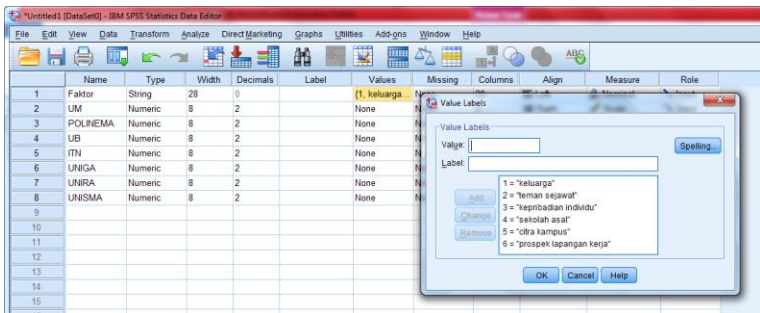 *Untitled1 [DataSet0] - IBM SPSS Statistics Data Editor
File Edit View Data Transform Analyze Direct Marketing Graphs Utilities Add-ons Window Help
Name Type Width Decimals Label Values Missing Columns Align Measure Role
1 Faktor String 28 0 {1, keluarga...
2 UM Numeric 8 2 None
3 POLINEMA Numeric 8 2 None
4 UB Numeric 8 2 None
5 ITN Numeric 8 2 None
6 UNIGA Numeric 8 2 None
7 UNIRA Numeric 8 2 None
8 UNISMA Numeric 8 2 None
9
10
11
12
13
14
15
Value Labels
Value Labels
Value:
Spelling...
Label:
Add
Change
Remove
1 = "keluarga"
2 = "teman sejawat"
3 = "kepribadian individu"
4 = "sekolah asal"
5 = "citra kampus"
6 = "prospek lapangan kerja"
OK Cancel Help